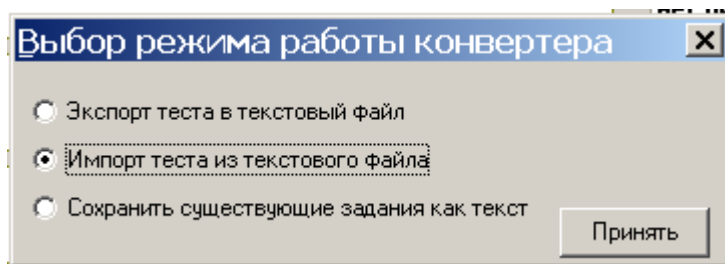 Выбор режима работы конвертера
Экспорт теста в текстовый файл
Импорт теста из текстового файла
Сохранить существующие задания как текст
Принять